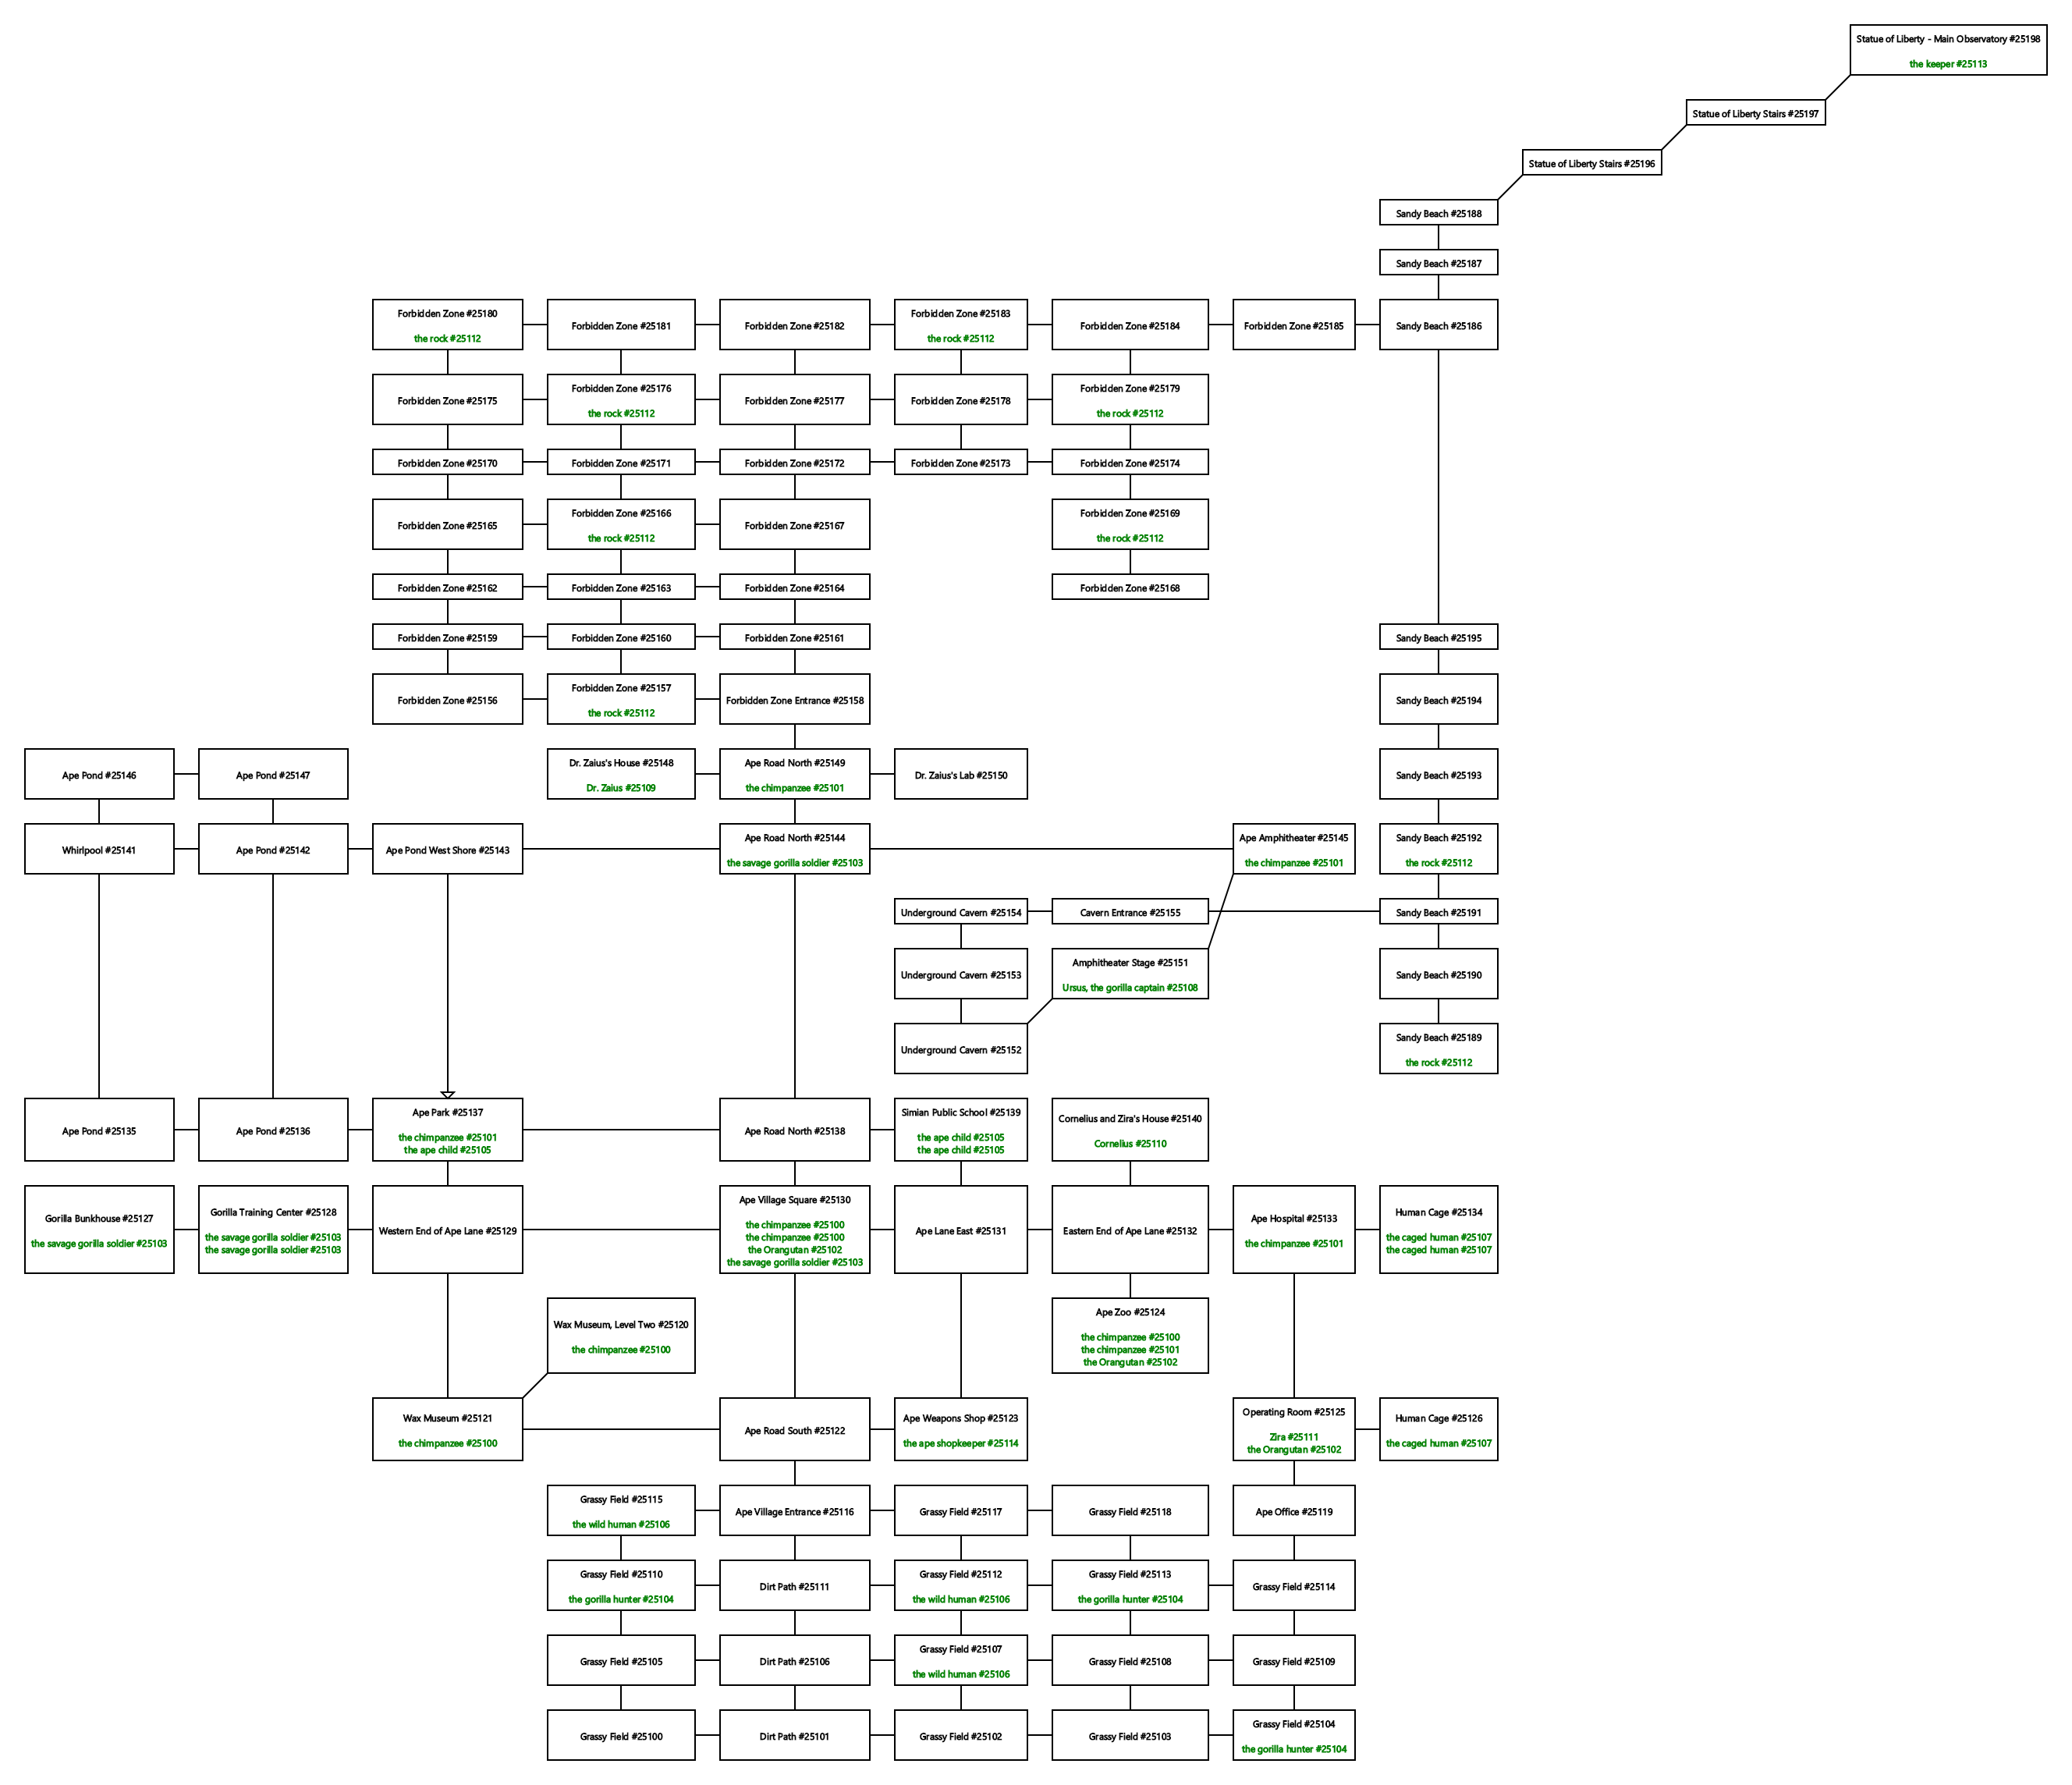 Statue of Liberty - Main Observatory #25198
the keeper #25113
Statue of Liberty Stairs #25197
Statue of Liberty Stairs #25196
Sandy Beach #25188
Sandy Beach #25187
Forbidden Zone #25180
the rock #25112
Forbidden Zone #25181
Forbidden Zone #25182
Forbidden Zone #25183
the rock #25112
Forbidden Zone #25184
Forbidden Zone #25185
Sandy Beach #25186
Forbidden Zone #25175
Forbidden Zone #25176
the rock #25112
Forbidden Zone #25177
Forbidden Zone #25178
Forbidden Zone #25179
the rock #25112
Forbidden Zone #25170
Forbidden Zone #25171
Forbidden Zone #25172
Forbidden Zone #25173
Forbidden Zone #25174
Forbidden Zone #25165
Forbidden Zone #25166
the rock #25112
Forbidden Zone #25167
Forbidden Zone #25169
the rock #25112
Forbidden Zone #25162
Forbidden Zone #25163
Forbidden Zone #25164
Forbidden Zone #25168
Forbidden Zone #25159
Forbidden Zone #25160
Forbidden Zone #25161
Sandy Beach #25195
Forbidden Zone #25156
Forbidden Zone #25157
the rock #25112
Forbidden Zone Entrance #25158
Sandy Beach #25194
Ape Pond #25146
Ape Pond #25147
Dr. Zaius's House #25148
Dr. Zaius #25109
Ape Road North #25149
the chimpanzee #25101
Dr. Zaius's Lab #25150
Sandy Beach #25193
Whirlpool #25141
Ape Pond #25142
Ape Pond West Shore #25143
Ape Road North #25144
the savage gorilla soldier #25103
Ape Amphitheater #25145
the chimpanzee #25101
Sandy Beach #25192
the rock #25112
Underground Cavern #25154
Cavern Entrance #25155
Sandy Beach #25191
Underground Cavern #25153
Amphitheater Stage #25151
Ursus, the gorilla captain #25108
Sandy Beach #25190
Underground Cavern #25152
Sandy Beach #25189
the rock #25112
Ape Pond #25135
Ape Pond #25136
Ape Park #25137
the chimpanzee #25101
the ape child #25105
Ape Road North #25138
Simian Public School #25139
the ape child #25105
the ape child #25105
Cornelius and Zira's House #25140
Cornelius #25110
Gorilla Bunkhouse #25127
the savage gorilla soldier #25103
Gorilla Training Center #25128
the savage gorilla soldier #25103
the savage gorilla soldier #25103
Western End of Ape Lane #25129
Ape Village Square #25130
the chimpanzee #25100
the chimpanzee #25100
the Orangutan #25102
the savage gorilla soldier #25103
Ape Lane East #25131
Eastern End of Ape Lane #25132
Ape Hospital #25133
the chimpanzee #25101
Human Cage #25134
the caged human #25107
the caged human #25107
Wax Museum, Level Two #25120
the chimpanzee #25100
Ape Zoo #25124
the chimpanzee #25100
the chimpanzee #25101
the Orangutan #25102
Wax Museum #25121
the chimpanzee #25100
Ape Road South #25122
Ape Weapons Shop #25123
the ape shopkeeper #25114
Operating Room #25125
Zira #25111
the Orangutan #25102
Human Cage #25126
the caged human #25107
Grassy Field #25115
the wild human #25106
Ape Village Entrance #25116
Grassy Field #25117
Grassy Field #25118
Ape Office #25119
Grassy Field #25110
the gorilla hunter #25104
Dirt Path #25111
Grassy Field #25112
the wild human #25106
Grassy Field #25113
the gorilla hunter #25104
Grassy Field #25114
Grassy Field #25105
Dirt Path #25106
Grassy Field #25107
the wild human #25106
Grassy Field #25108
Grassy Field #25109
Grassy Field #25100
Dirt Path #25101
Grassy Field #25102
Grassy Field #25103
Grassy Field #25104
the gorilla hunter #25104